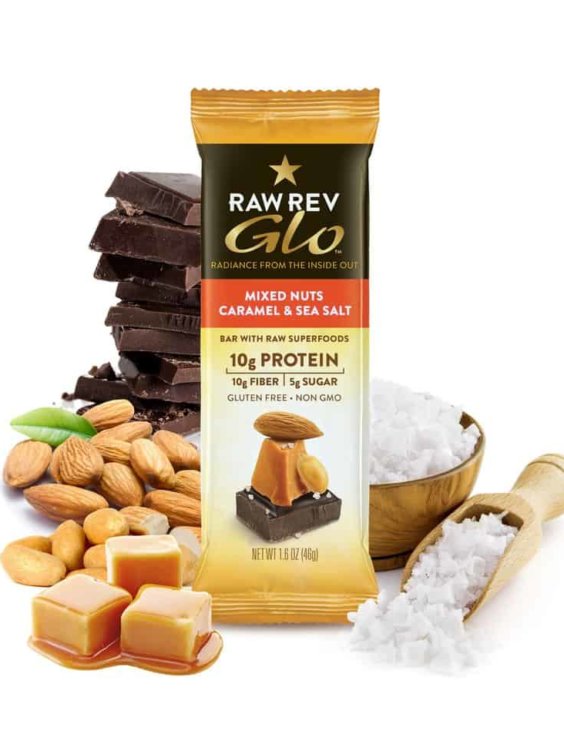 RAW REV
Glo™
RADIANCE FROM THE INSIDE OUT
MIXED NUTS
CARAMEL & SEA SALT
BAR WITH RAW SUPERFOODS
10g PROTEIN
10g FIBER | 5g SUGAR
GLUTEN FREE • NON GMO
NET WT 1.6 OZ (46g)